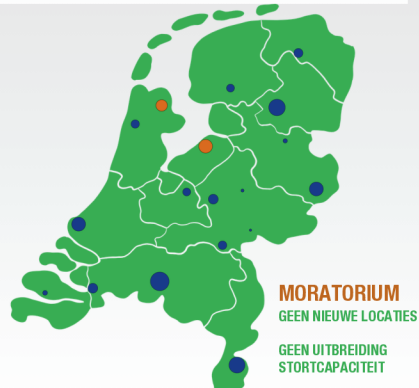 MORATORIUM
GEEN NIEUWE LOCATIES
GEEN UITBREIDING
STORTCAPACITEIT